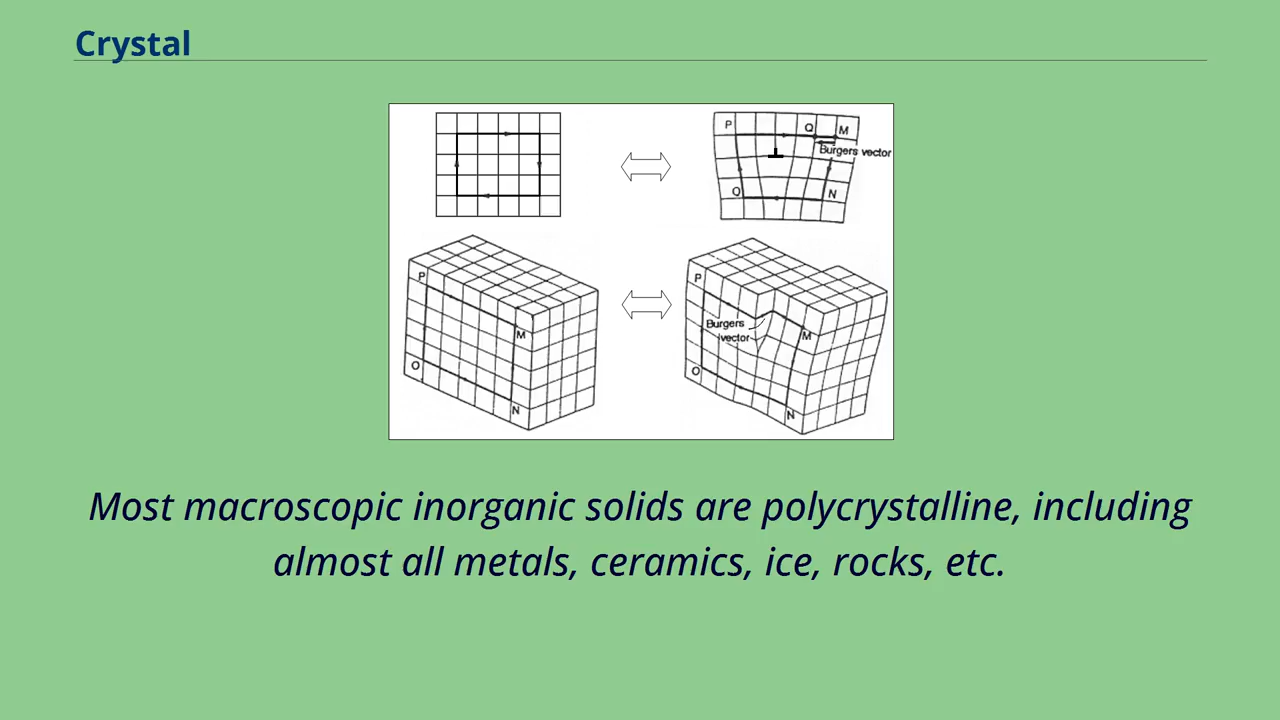 Crystal
P
Q
M
Burgers vector
Q
N
P
M
O
N
P
Burgers
vector
M
O
N
Most macroscopic inorganic solids are polycrystalline, including
almost all metals, ceramics, ice, rocks, etc.